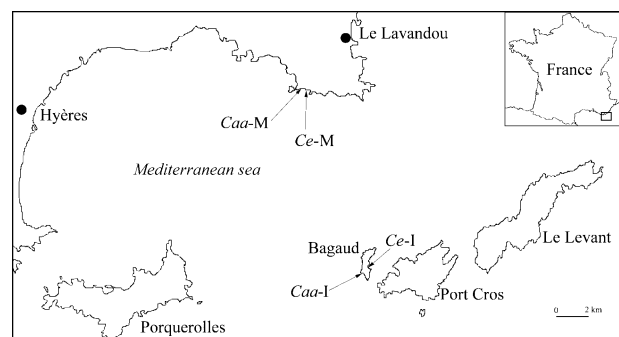 Le Lavandou
France
Hyères
Caa-M
Ce-M
Mediterranean sea
Bagaud
Ce-I
Le Levant
Caa-I
Port Cros
Porquerolles
0 2 km